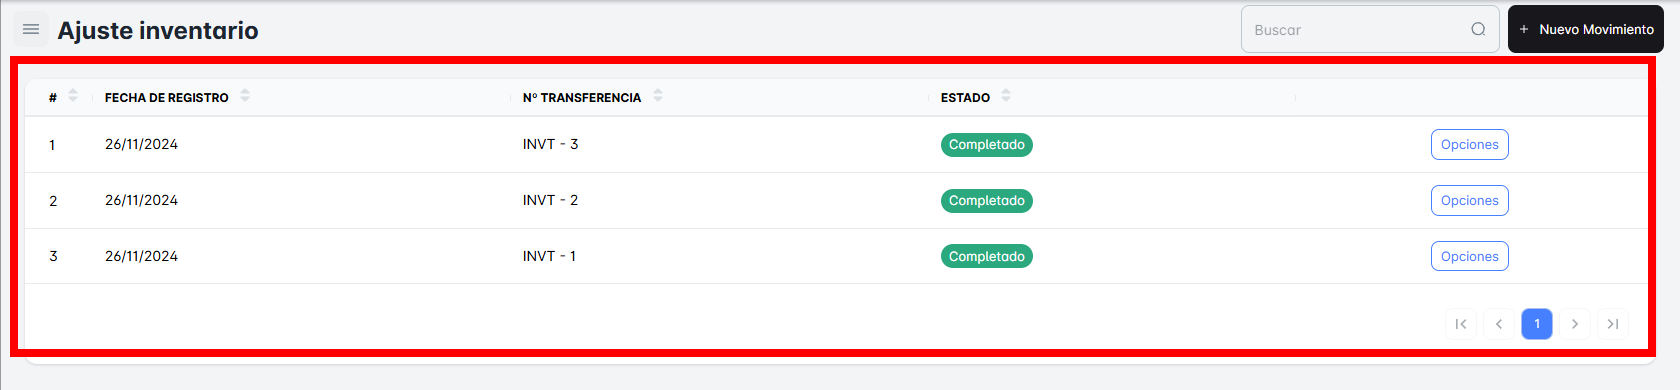 Ajuste inventario
Buscar
+ Nuevo Movimiento
# FECHA DE REGISTRO Nº TRANSFERENCIA ESTADO
1 26/11/2024 INVT - 3 Completado Opciones
2 26/11/2024 INVT - 2 Completado Opciones
3 26/11/2024 INVT - 1 Completado Opciones
1